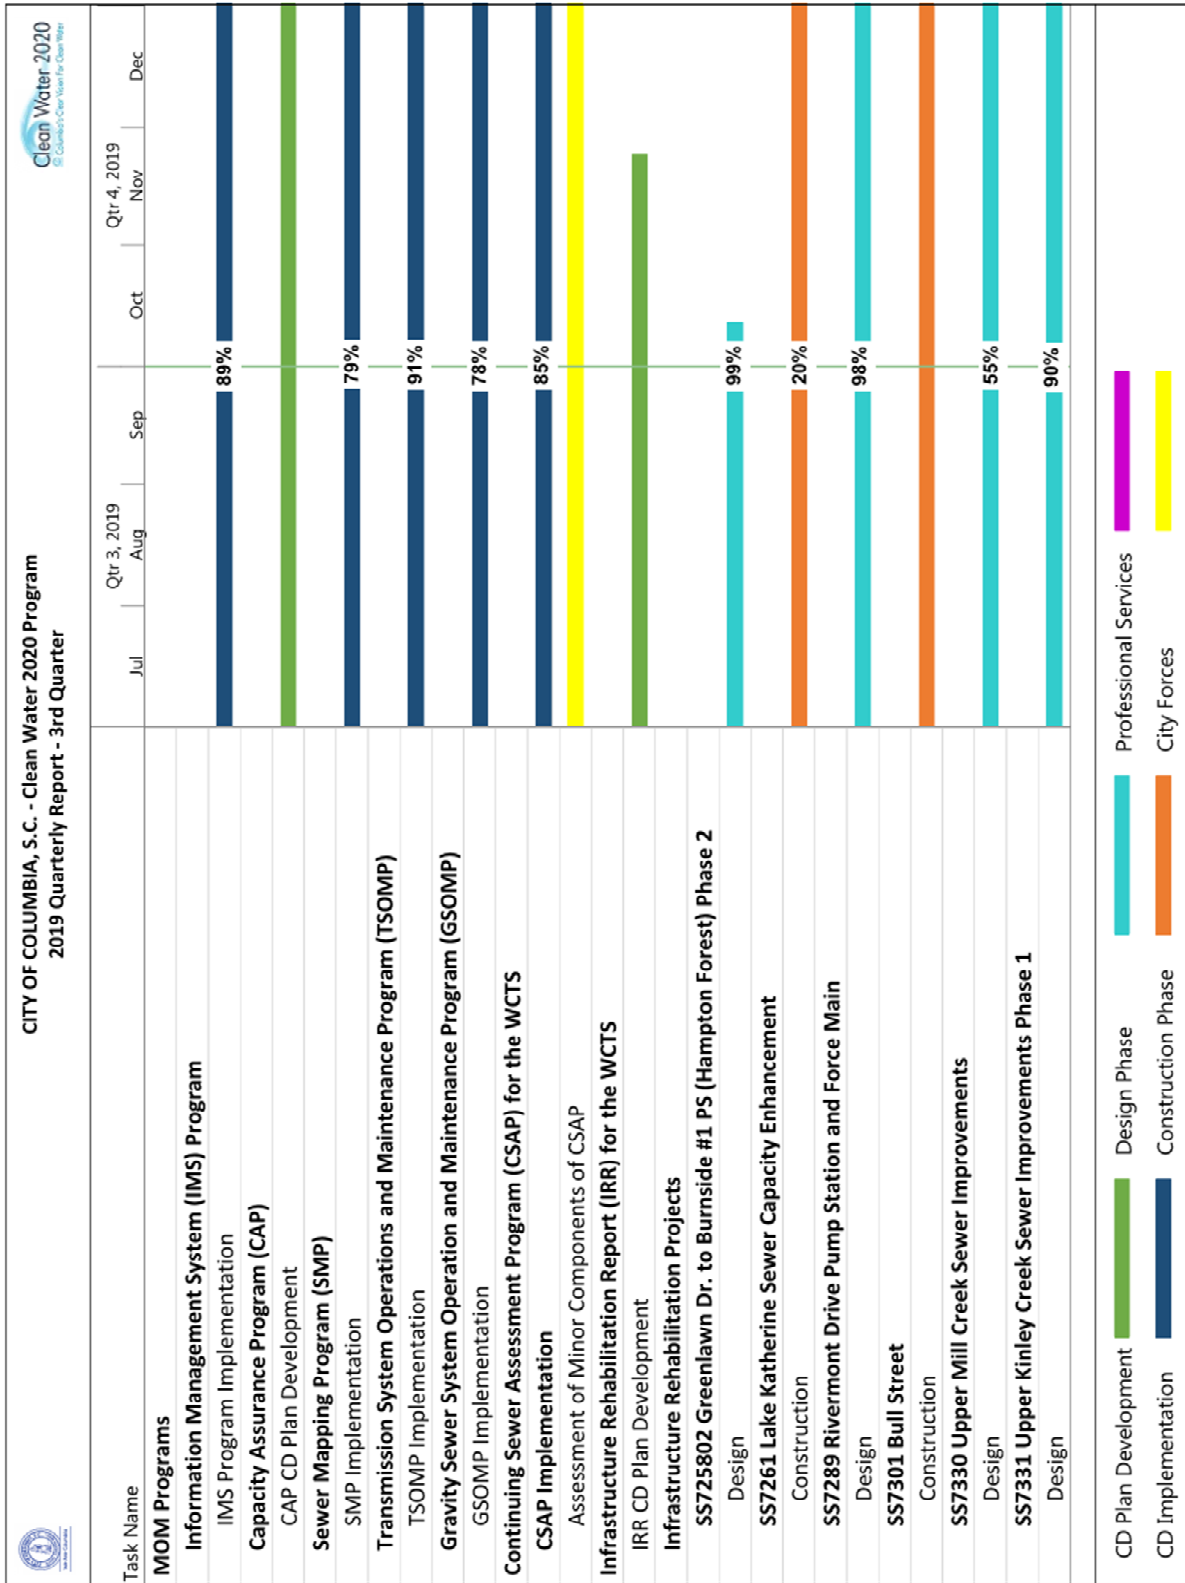 CITY OF COLUMBIA, S.C. - Clean Water 2020 Program
2019 Quarterly Report - 3rd Quarter
Clean Water 2020
Columbia's Clear Vision For Clean Water
Task Name
Qtr 3, 2019
Qtr 4, 2019
Jul
Aug
Sep
Oct
Nov
Dec
MOM Programs
Information Management System (IMS) Program
IMS Program Implementation
89%
Capacity Assurance Program (CAP)
CAP CD Plan Development
Sewer Mapping Program (SMP)
SMP Implementation
79%
Transmission System Operations and Maintenance Program (TSOMP)
TSOMP Implementation
91%
Gravity Sewer System Operation and Maintenance Program (GSOMP)
GSOMP Implementation
78%
Continuing Sewer Assessment Program (CSAP) for the WCTS
CSAP Implementation
85%
Assessment of Minor Components of CSAP
Infrastructure Rehabilitation Report (IRR) for the WCTS
IRR CD Plan Development
Infrastructure Rehabilitation Projects
SS725802 Greenlawn Dr. to Burnside #1 PS (Hampton Forest) Phase 2
Design
99%
SS7261 Lake Katherine Sewer Capacity Enhancement
Construction
20%
SS7289 Rivermont Drive Pump Station and Force Main
Design
98%
SS7301 Bull Street
Construction
SS7330 Upper Mill Creek Sewer Improvements
Design
55%
SS7331 Upper Kinley Creek Sewer Improvements Phase 1
Design
90%
CD Plan Development
Design Phase
Professional Services
CD Implementation
Construction Phase
City Forces